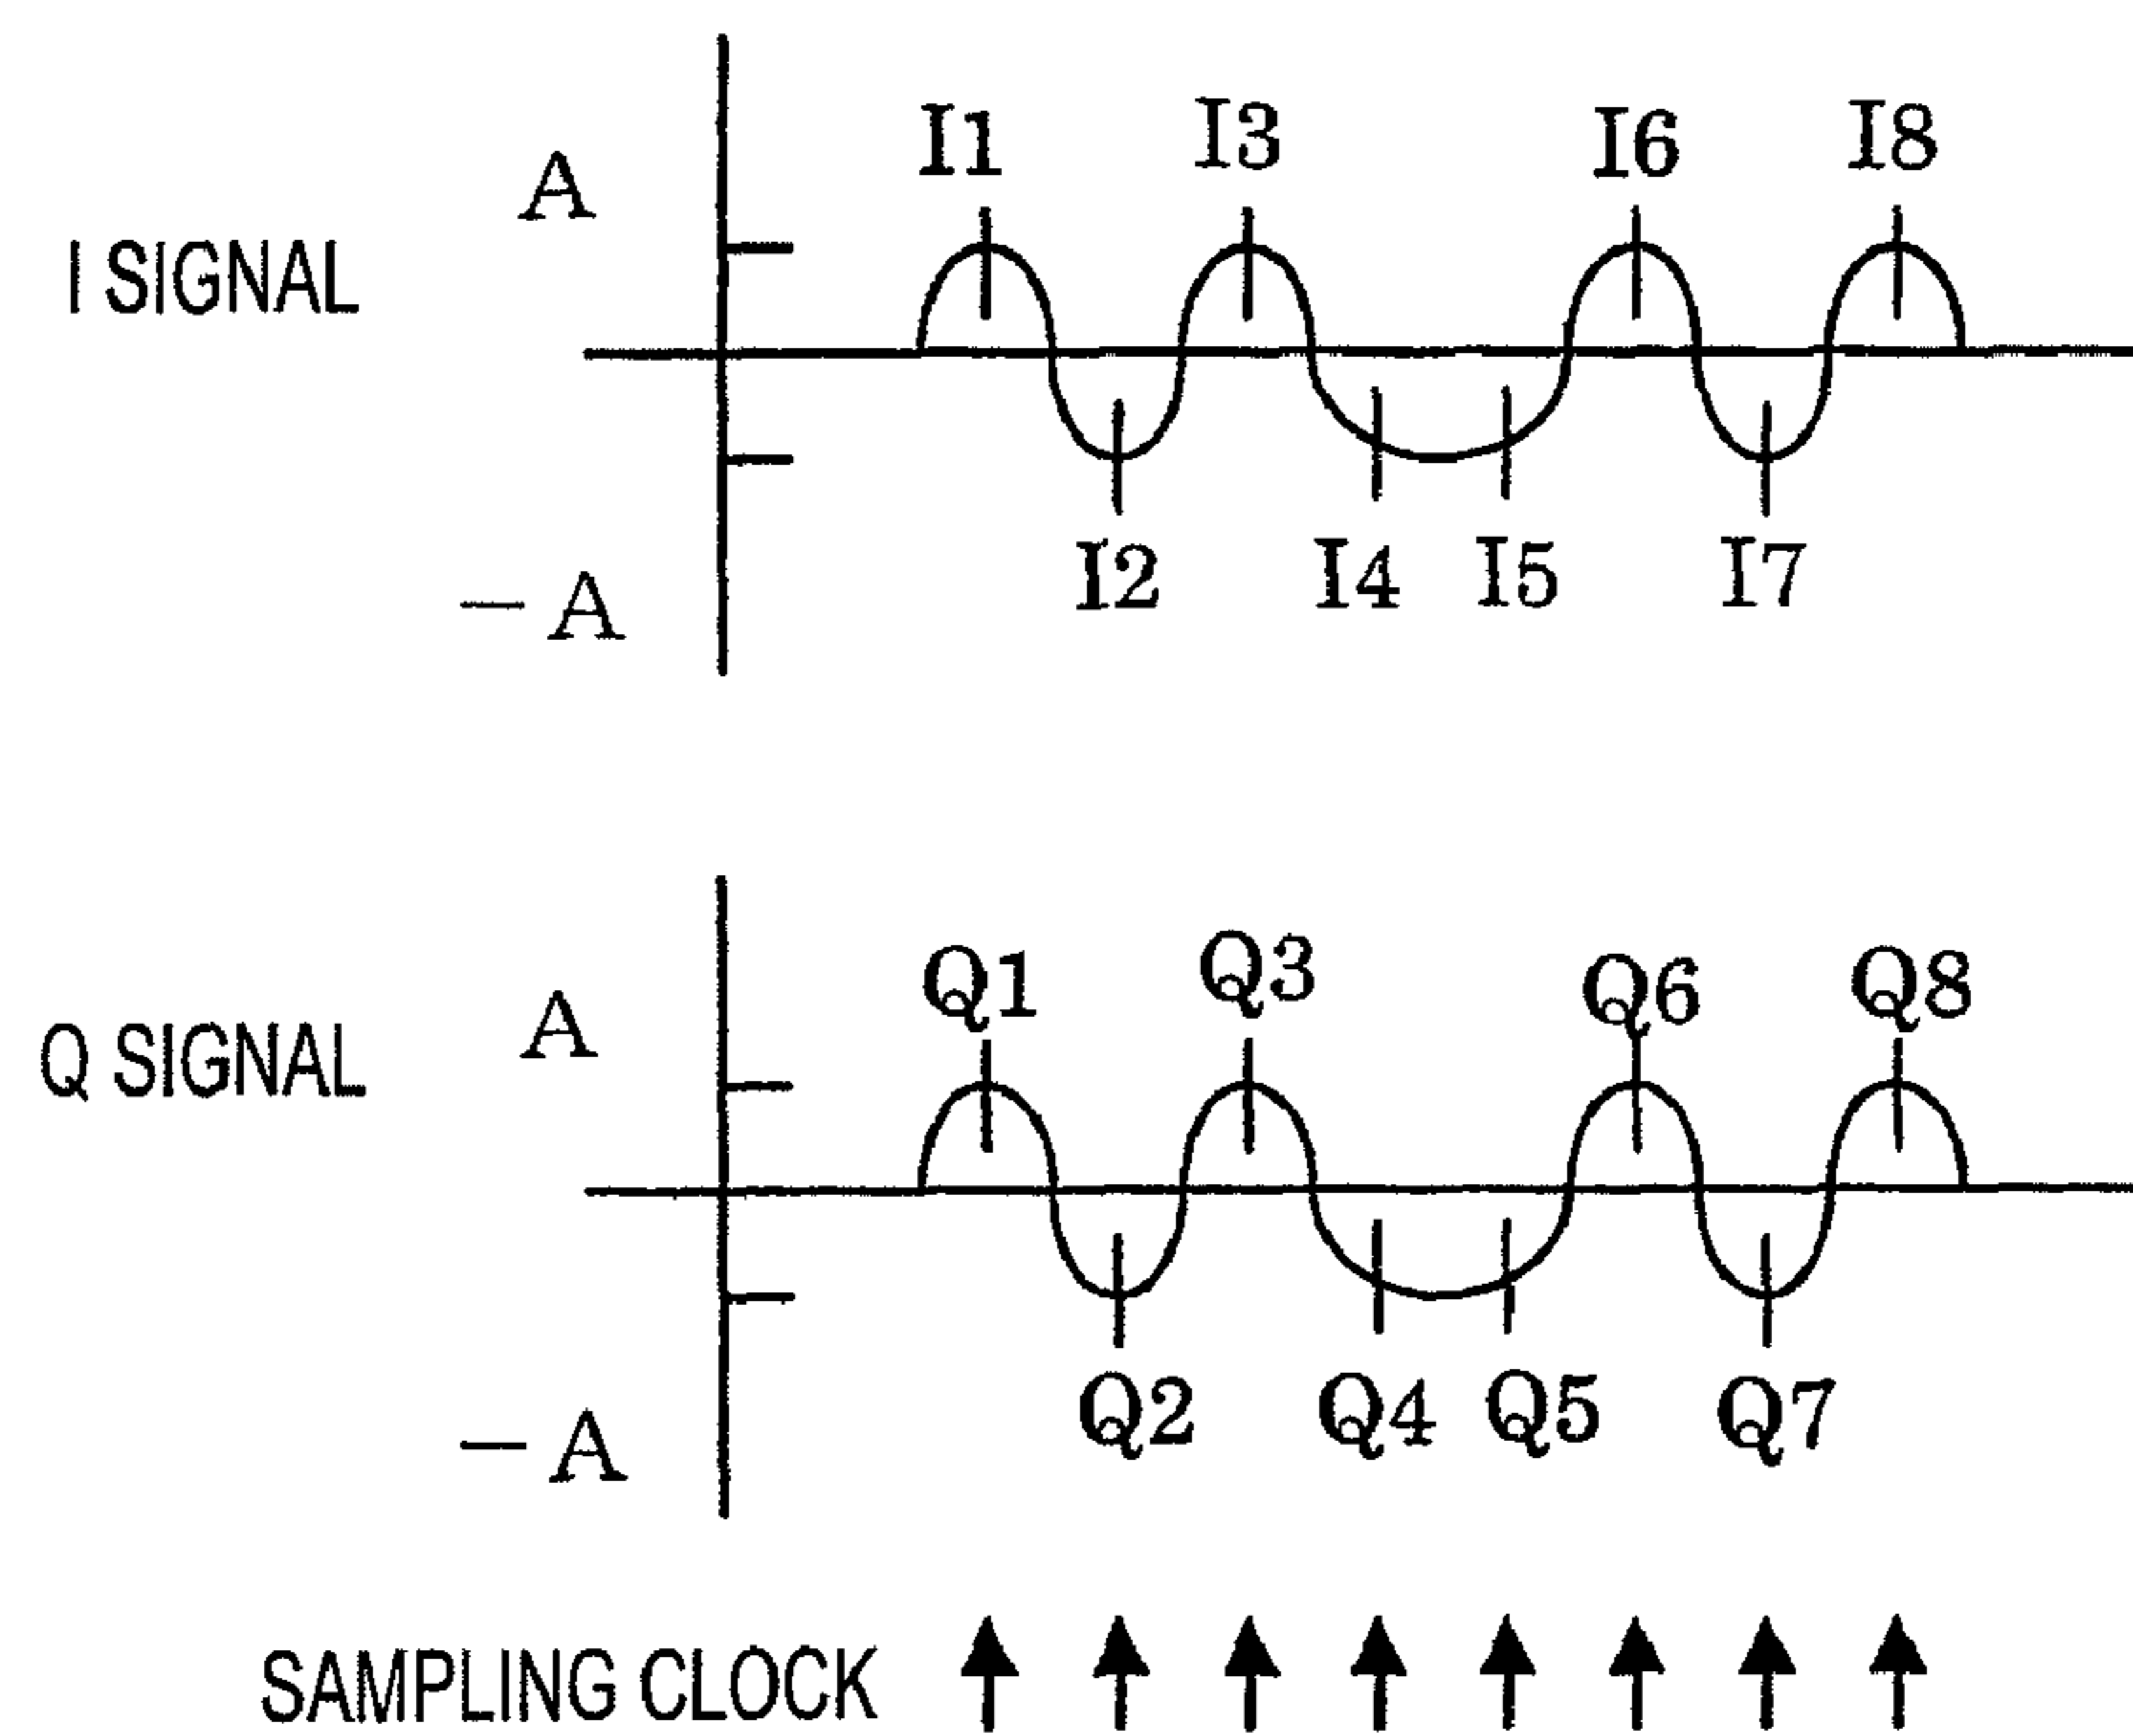 I1 I3 I6 I8
A
I SIGNAL
I2 I4 I5 I7
− A
Q1 Q3 Q6 Q8
A
Q SIGNAL
Q2 Q4 Q5 Q7
− A
SAMPLING CLOCK